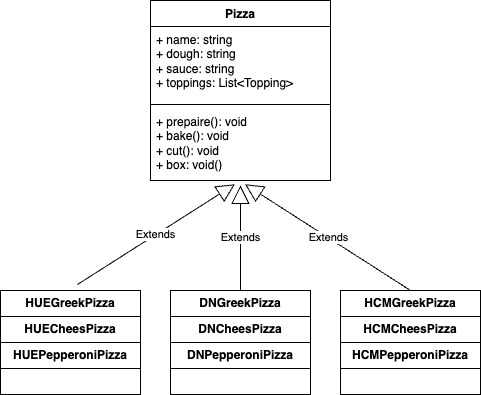 Pizza
+ name: string
+ dough: string
+ sauce: string
+ toppings: List<Topping>
+ prepaire(): void
+ bake(): void
+ cut(): void
+ box: void()
Extends
Extends
Extends
HUEGreekPizza
HUECheesPizza
HUEPepperoniPizza
DNGreekPizza
DNCheesPizza
DNPepperoniPizza
HCMGreekPizza
HCMCheesPizza
HCMPepperoniPizza